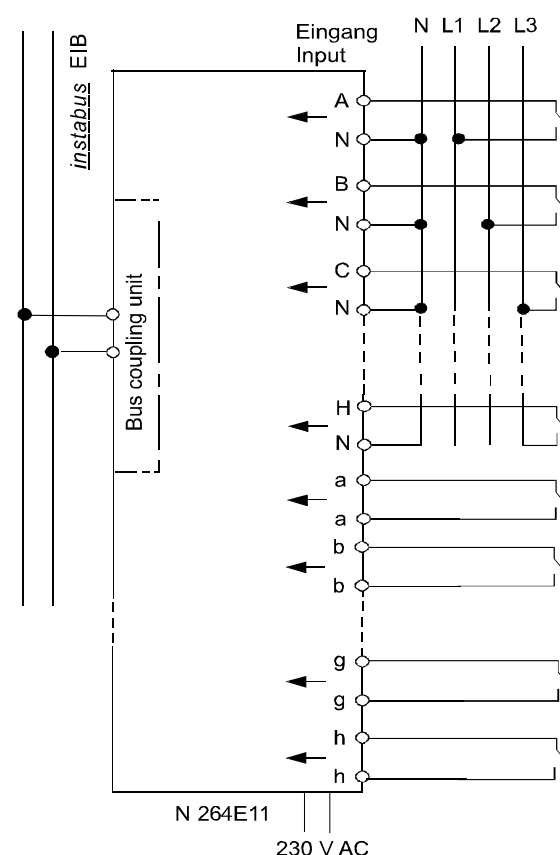 Eingang
Input
N L1 L2 L3
instabus EIB
A
N
B
N
C
N
Bus coupling unit
H
N
a
a
b
b
g
g
h
h
N 264E11
230 V AC